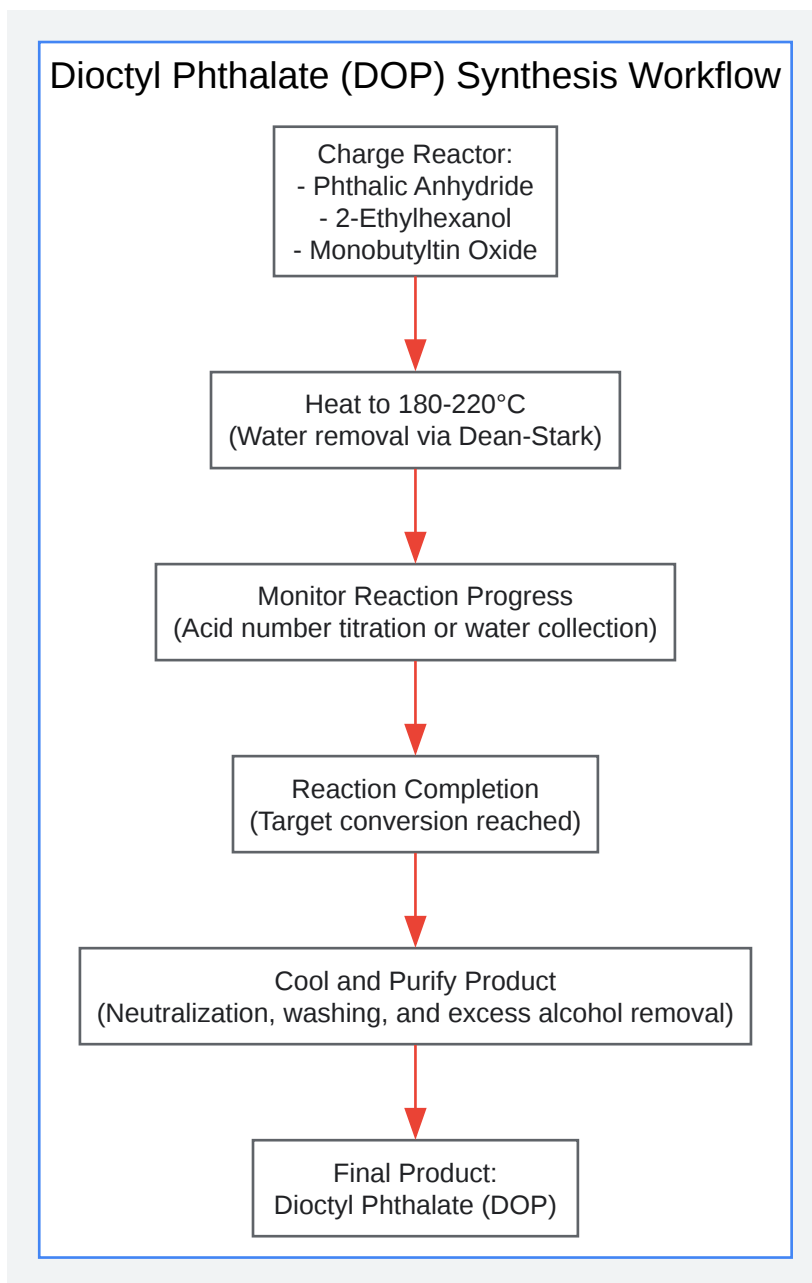 Dioctyl Phthalate (DOP) Synthesis Workflow
Charge Reactor:
- Phthalic Anhydride
- 2-Ethylhexanol
- Monobutyltin Oxide
Heat to 180-220°C
(Water removal via Dean-Stark)
Monitor Reaction Progress
(Acid number titration or water collection)
Reaction Completion
(Target conversion reached)
Cool and Purify Product
(Neutralization, washing, and excess alcohol removal)
Final Product:
Dioctyl Phthalate (DOP)